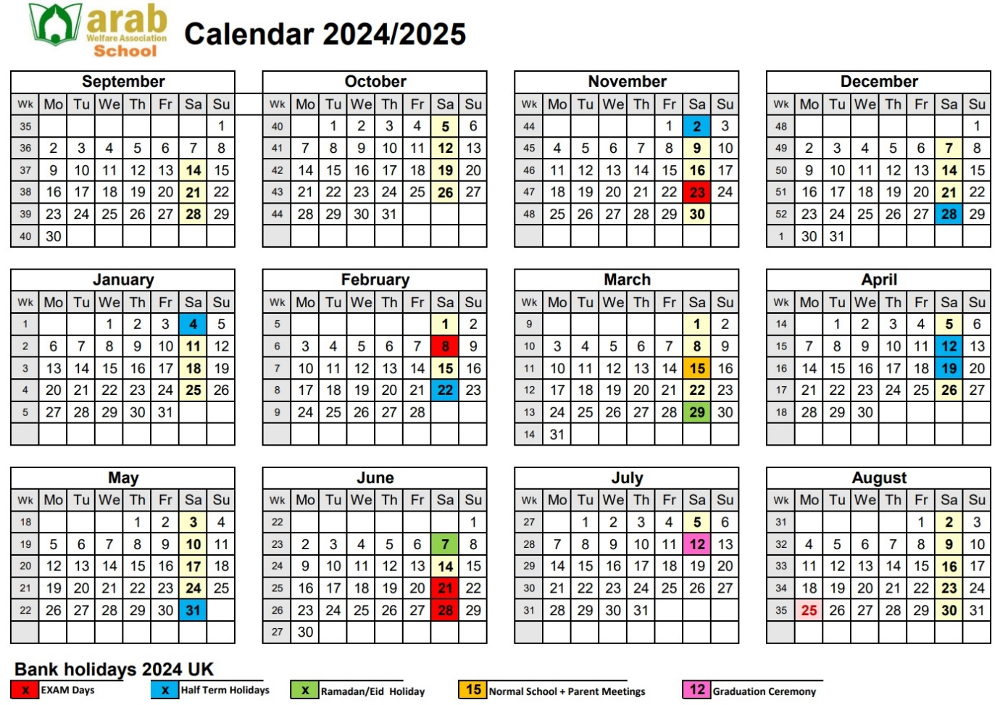 arab
Welfare Association
School
Calendar 2024/2025
September October November December
Wk Mo Tu We Th Fr Sa Su Wk Mo Tu We Th Fr Sa Su Wk Mo Tu We Th Fr Sa Su Wk Mo Tu We Th Fr Sa Su
35 1 40 1 2 3 4 5 6 44 1 2 3 48 1
36 2 3 4 5 6 7 8 41 7 8 9 10 11 12 13 45 4 5 6 7 8 9 10 49 2 3 4 5 6 7 8
37 9 10 11 12 13 14 15 42 14 15 16 17 18 19 20 46 11 12 13 14 15 16 17 50 9 10 11 12 13 14 15
38 16 17 18 19 20 21 22 43 21 22 23 24 25 26 27 47 18 19 20 21 22 23 24 51 16 17 18 19 20 21 22
39 23 24 25 26 27 28 29 44 28 29 30 31 48 25 26 27 28 29 30 52 23 24 25 26 27 28 29
40 30 1 30 31
January February March April
Wk Mo Tu We Th Fr Sa Su Wk Mo Tu We Th Fr Sa Su Wk Mo Tu We Th Fr Sa Su Wk Mo Tu We Th Fr Sa Su
1 1 2 3 4 5 5 1 2 9 1 2 14 1 2 3 4 5 6
2 6 7 8 9 10 11 12 6 3 4 5 6 7 8 9 10 3 4 5 6 7 8 9 15 7 8 9 10 11 12 13
3 13 14 15 16 17 18 19 7 10 11 12 13 14 15 16 11 10 11 12 13 14 15 16 16 14 15 16 17 18 19 20
4 20 21 22 23 24 25 26 8 17 18 19 20 21 22 23 12 17 18 19 20 21 22 23 17 21 22 23 24 25 26 27
5 27 28 29 30 31 9 24 25 26 27 28 13 24 25 26 27 28 29 30 18 28 29 30
14 31
May June July August
Wk Mo Tu We Th Fr Sa Su Wk Mo Tu We Th Fr Sa Su Wk Mo Tu We Th Fr Sa Su Wk Mo Tu We Th Fr Sa Su
18 1 2 3 4 22 1 27 1 2 3 4 5 6 31 1 2 3
19 5 6 7 8 9 10 11 23 2 3 4 5 6 7 8 28 7 8 9 10 11 12 13 32 4 5 6 7 8 9 10
20 12 13 14 15 16 17 18 24 9 10 11 12 13 14 15 29 14 15 16 17 18 19 20 33 11 12 13 14 15 16 17
21 19 20 21 22 23 24 25 25 16 17 18 19 20 21 22 30 21 22 23 24 25 26 27 34 18 19 20 21 22 23 24
22 26 27 28 29 30 31 26 23 24 25 26 27 28 29 31 28 29 30 31 35 25 26 27 28 29 30 31
27 30
Bank holidays 2024 UK
x EXAM Days x Half Term Holidays x Ramadan/Eid Holiday 15 Normal School + Parent Meetings 12 Graduation Ceremony